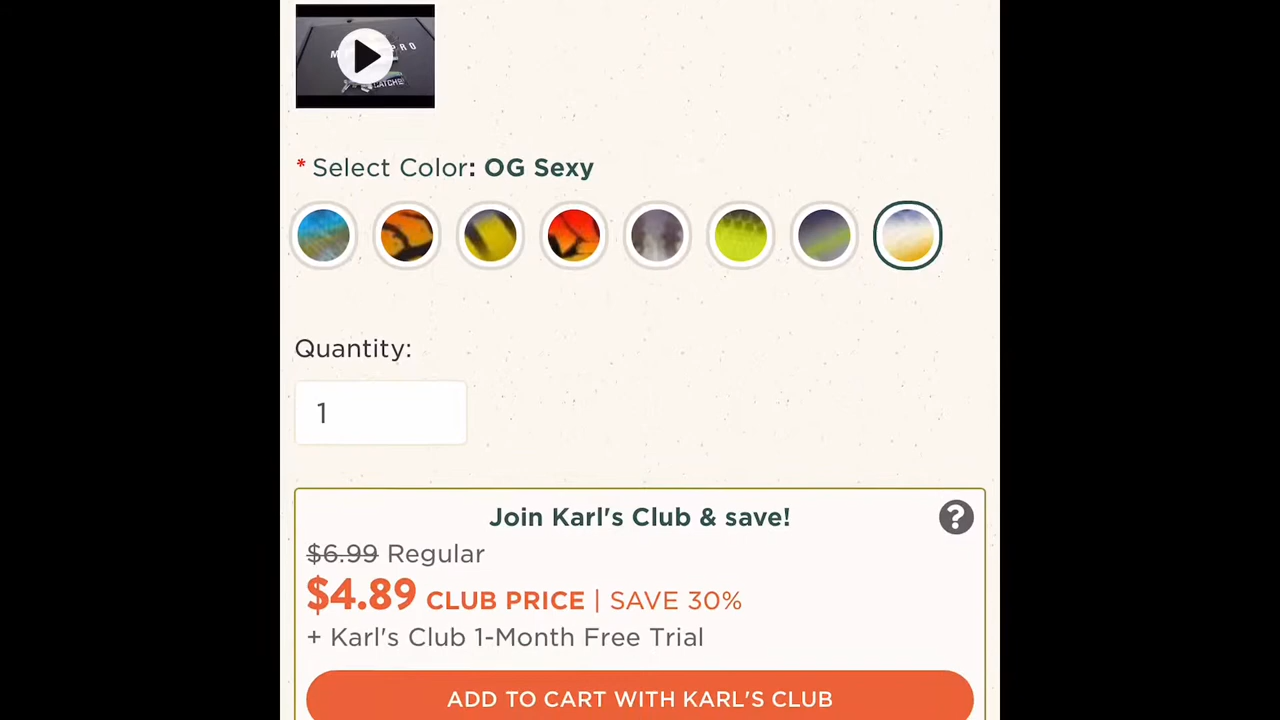 * Select Color: OG Sexy
Quantity:
1
Join Karl's Club & save!
?
$6.99 Regular
$4.89 CLUB PRICE | SAVE 30%
+ Karl's Club 1-Month Free Trial
ADD TO CART WITH KARL'S CLUB